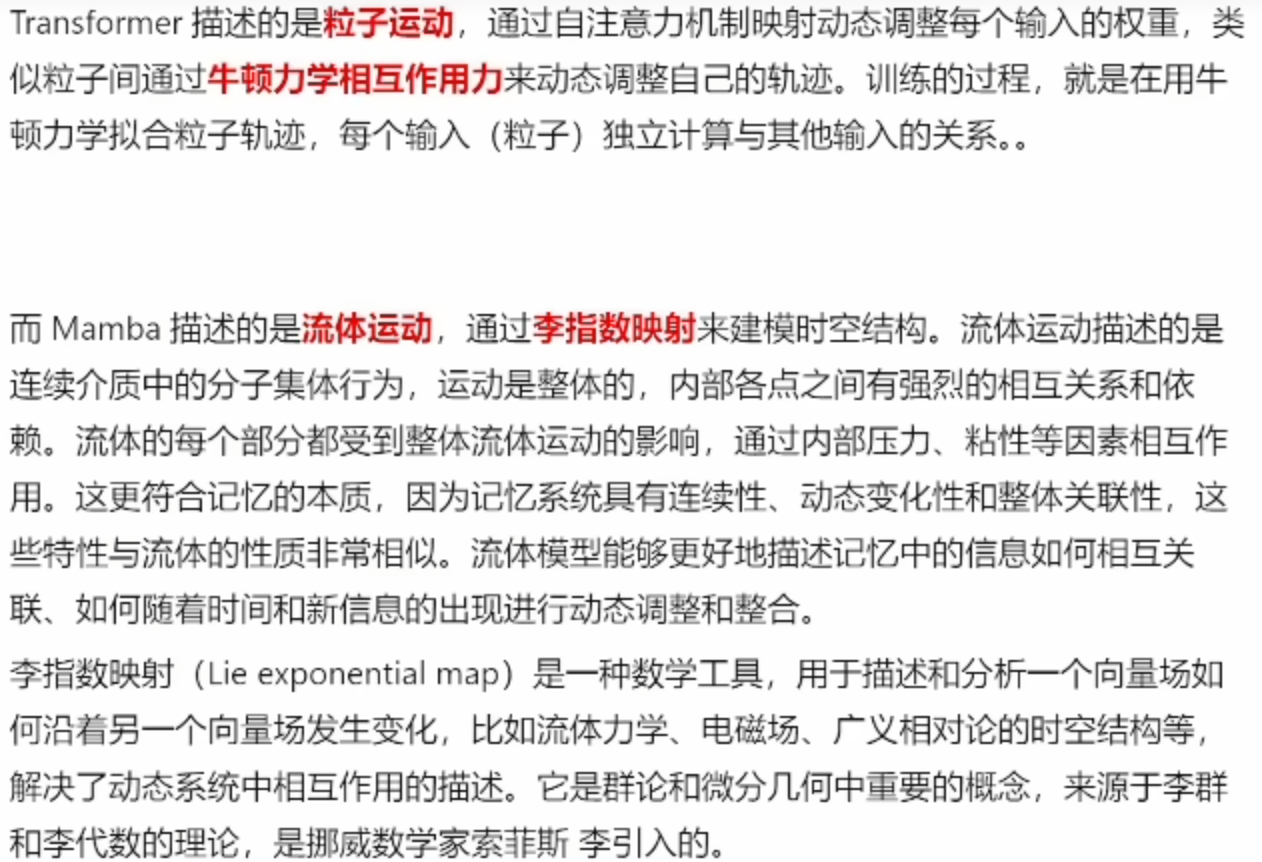 Transformer 描述的是粒子运动，通过自注意力机制映射动态调整每个输入的权重，类
似粒子间通过牛顿力学相互作用力来动态调整自己的轨迹。训练的过程，就是在用牛
顿力学拟合粒子轨迹，每个输入（粒子）独立计算与其他输入的关系。。
而 Mamba 描述的是流体运动，通过李指数映射来建模时空结构。流体运动描述的是
连续介质中的分子集体行为，运动是整体的，内部各点之间有强烈的相互关系和依
赖。流体的每个部分都受到整体流体运动的影响，通过内部压力、粘性等因素相互作
用。这更符合记忆的本质，因为记忆系统具有连续性、动态变化性和整体关联性，这
些特性与流体的性质非常相似。流体模型能够更好地描述记忆中的信息如何相互关
联、如何随着时间和新信息的出现进行动态调整和整合。
李指数映射（Lie exponential map）是一种数学工具，用于描述和分析一个向量场如
何沿着另一个向量场发生变化，比如流体力学、电磁场、广义相对论的时空结构等，
解决了动态系统中相互作用的描述。它是群论和微分几何中重要的概念，来源于李群
和李代数的理论，是挪威数学家索菲斯 李引入的。